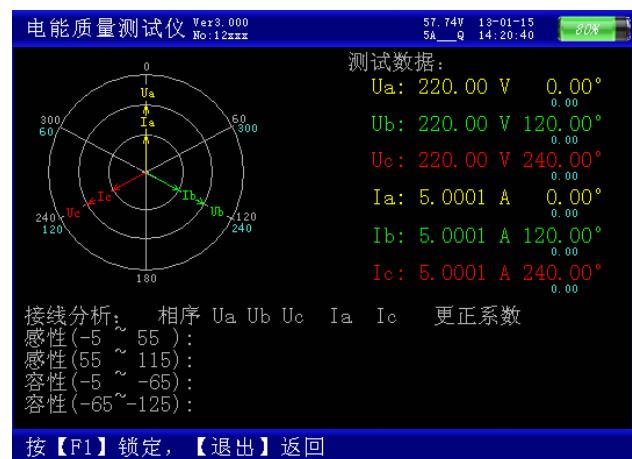 电能质量测试仪 Ver3.000 No:12xxx 57.74V 13-01-15 5A__Q 14:20:40 80%
测试数据:
Ua: 220.00 V 0.00°
0.00
Ub: 220.00 V 120.00°
0.00
Uc: 220.00 V 240.00°
0.00
Ia: 5.0001 A 0.00°
0.00
Ib: 5.0001 A 120.00°
0.00
Ic: 5.0001 A 240.00°
0.00
0
Ua
300 60
60 300
Ia
Uc Ic Ib Ub
240 120
120 240
180
接线分析: 相序 Ua Ub Uc Ia Ic 更正系数
感性(-5 ~ 55 ):
感性(55 ~ 115):
容性(-5 ~ -65):
容性(-65~-125):
按【F1】锁定,【退出】返回